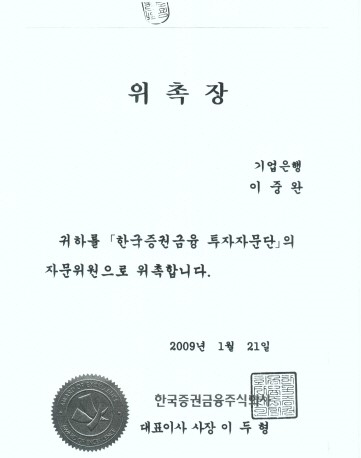 위 촉 장
기업은행
이 중 완
귀하를 「한국증권금융 투자자문단」의
자문위원으로 위촉합니다.
2009년 1월 21일
한국증권금융주식회사
대표이사 사장 이 두 형